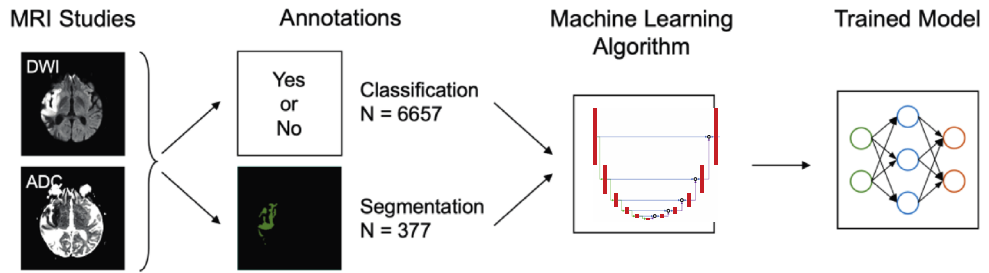 MRI Studies
Annotations
Machine Learning
Algorithm
Trained Model
DWI
Yes
or
No
Classification
N = 6657
ADC
Segmentation
N = 377